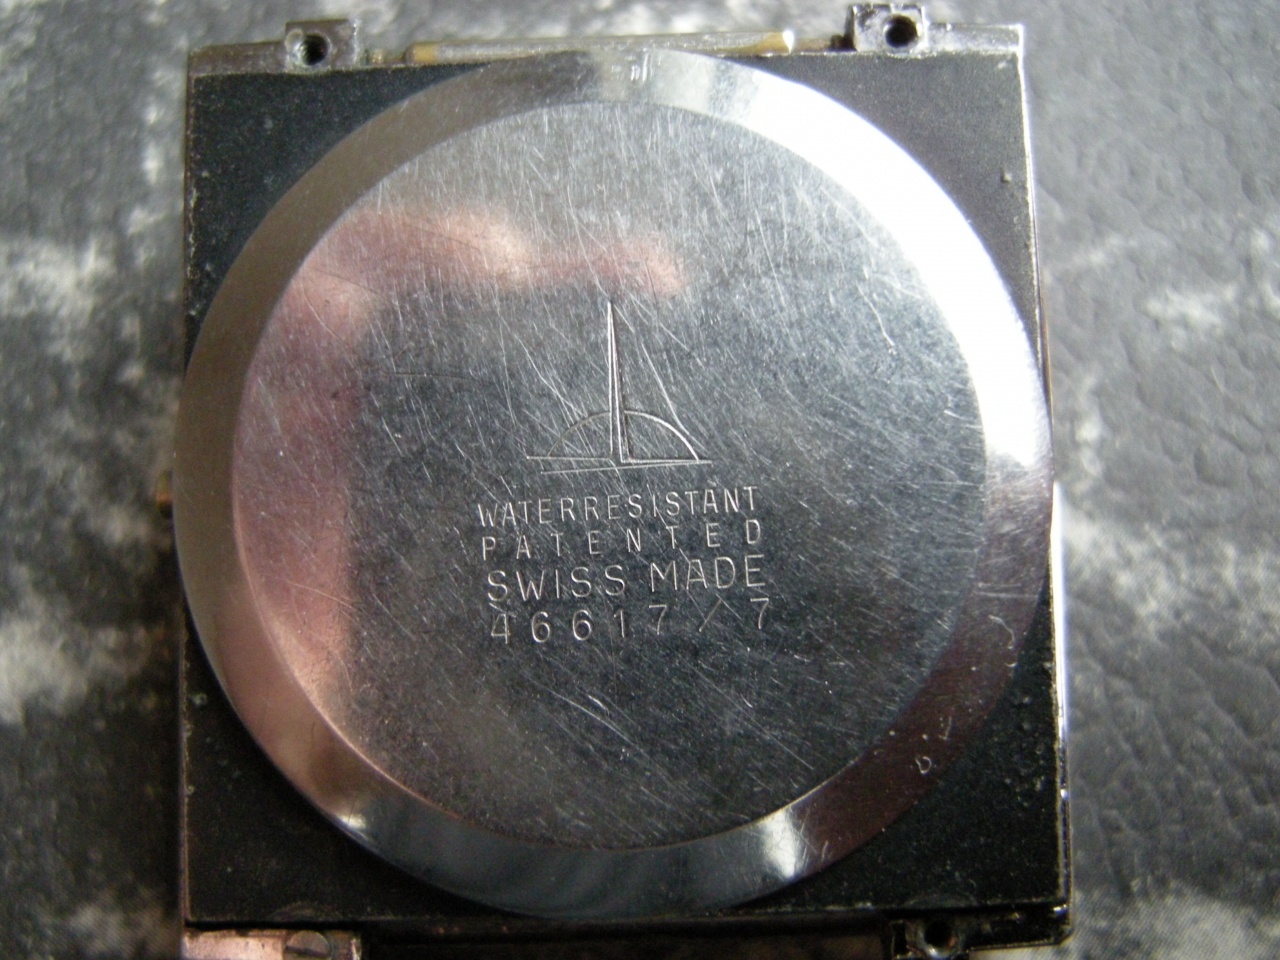 WATERRESISTANT
PATENTED
SWISS MADE
46617/7